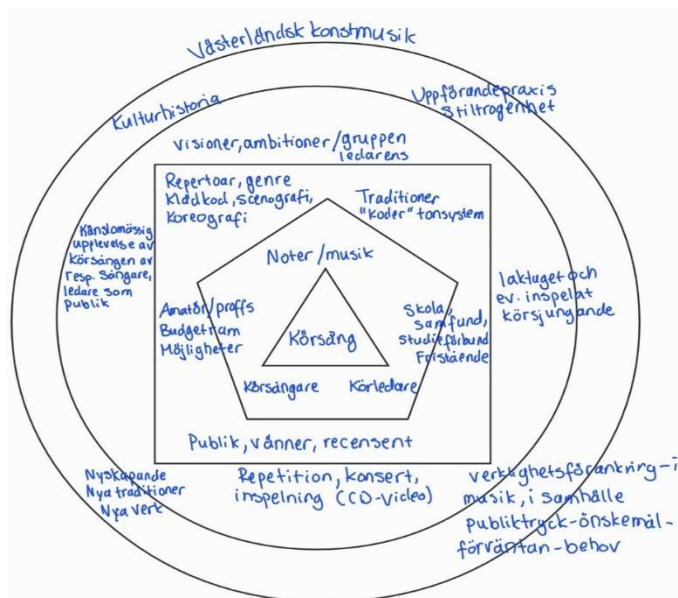 Västerländsk konstmusik
Kulturhistoria
Uppförandepraxis
Stiltrogenhet
Visioner, ambitioner/gruppen
ledarens
Repertoar, genre
Klädkod, scenografi,
Koreografi
Traditioner
"Koder" tonsystem
Känslomässig
upplevelse av
Körsången av
resp. Sångare,
ledare som
Publik
Noter/musik
Amatör/proffs
Budgetram
Möjligheter
Körsång
Skola,
samfund,
studieförbund
Fristående
Iaktaget och
ev. inspelat
körsjungande
Körsångare
Körledare
Publik, vänner, recensent
Nyskapande
Nya traditioner
Nya verk
Repetition, konsert,
inspelning (CD-Video)
verklighetsförankring-i
musik, i samhälle
Publiktryck-önskemål-
förväntan-behov